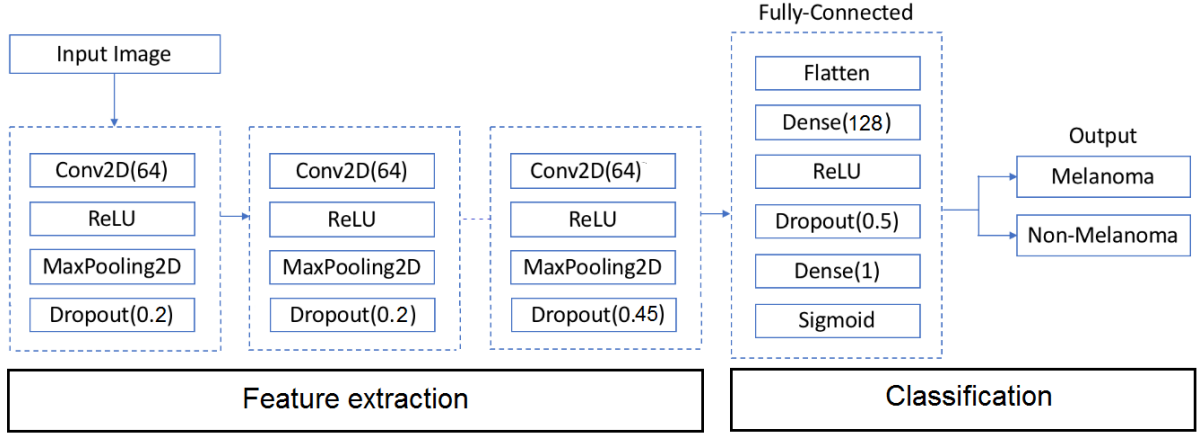 Input Image
Conv2D(64)
ReLU
MaxPooling2D
Dropout(0.2)
Conv2D(64)
ReLU
MaxPooling2D
Dropout(0.2)
Conv2D(64)
ReLU
MaxPooling2D
Dropout(0.45)
Feature extraction
Fully-Connected
Flatten
Dense(128)
ReLU
Dropout(0.5)
Dense(1)
Sigmoid
Classification
Output
Melanoma
Non-Melanoma